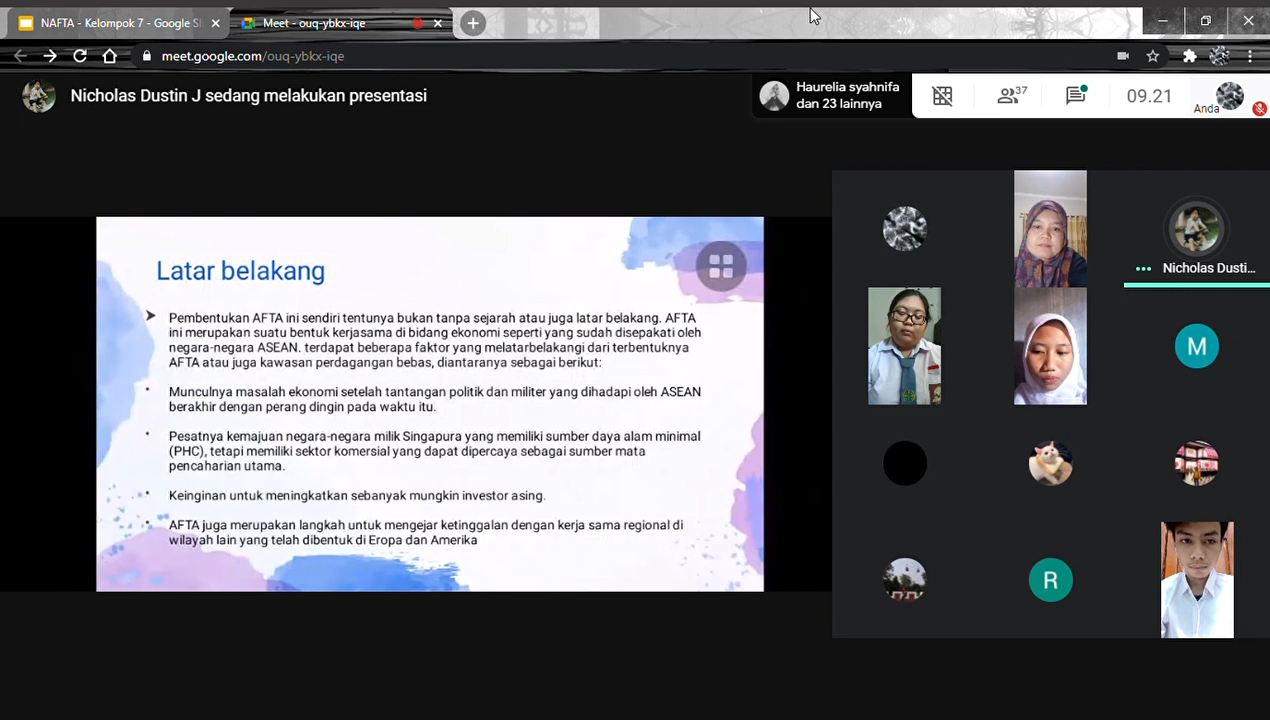 NAFTA - Kelompok 7 - Google Sl
Meet - ouq-ybkx-iqe
meet.google.com/ouq-ybkx-iqe
Nicholas Dustin J sedang melakukan presentasi
Haurelia syahnifa
dan 23 lainnya
37
09.21
Anda
Latar belakang
Pembentukan AFTA ini sendiri tentunya bukan tanpa sejarah atau juga latar belakang. AFTA
ini merupakan suatu bentuk kerjasama di bidang ekonomi seperti yang sudah disepakati oleh
negara-negara ASEAN. terdapat beberapa faktor yang melatarbelakangi dari terbentuknya
AFTA atau juga kawasan perdagangan bebas, diantaranya sebagai berikut:
Munculnya masalah ekonomi setelah tantangan politik dan militer yang dihadapi oleh ASEAN
berakhir dengan perang dingin pada waktu itu.
Pesatnya kemajuan negara-negara milik Singapura yang memiliki sumber daya alam minimal
(PHC), tetapi memiliki sektor komersial yang dapat dipercaya sebagai sumber mata
pencaharian utama.
Keinginan untuk meningkatkan sebanyak mungkin investor asing.
AFTA juga merupakan langkah untuk mengejar ketinggalan dengan kerja sama regional di
wilayah lain yang telah dibentuk di Eropa dan Amerika
Nicholas Dusti...
M
R